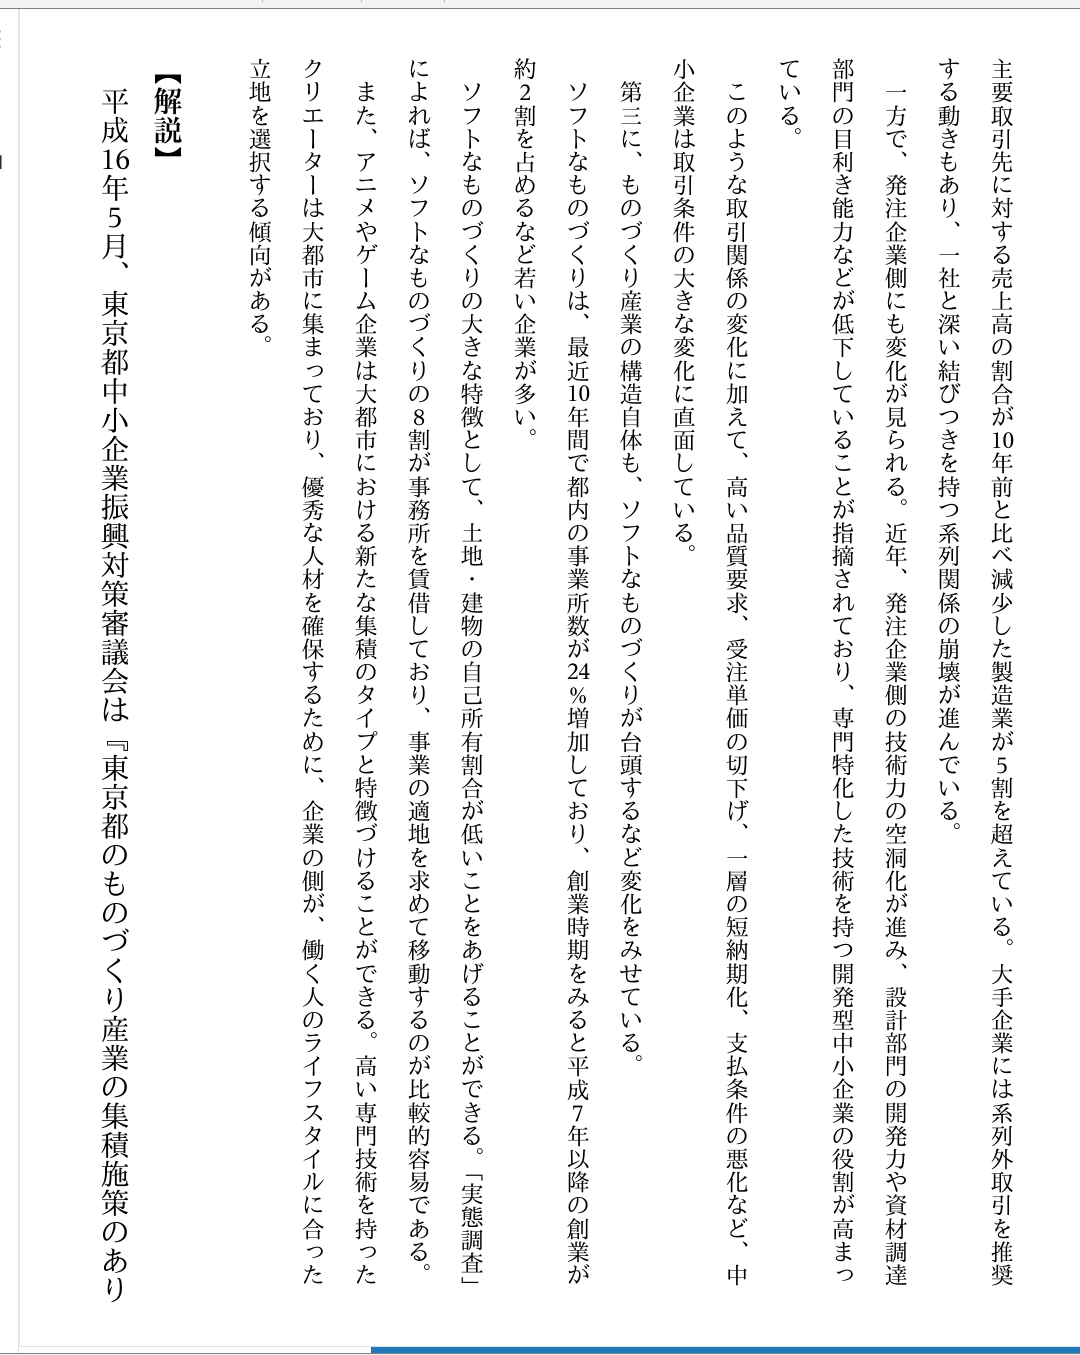 主要取引先に対する売上高の割合が10年前と比べ減少した製造業が5割を超えている。大手企業には系列外取引を推奨
する動きもあり、一社と深い結びつきを持つ系列関係の崩壊が進んでいる。
　一方で、発注企業側にも変化が見られる。近年、発注企業側の技術力の空洞化が進み、設計部門の開発力や資材調達
部門の目利き能力などが低下していることが指摘されており、専門特化した技術を持つ開発型中小企業の役割が高まっ
ている。
　このような取引関係の変化に加えて、高い品質要求、受注単価の切下げ、一層の短納期化、支払条件の悪化など、中
小企業は取引条件の大きな変化に直面している。
　第三に、ものづくり産業の構造自体も、ソフトなものづくりが台頭するなど変化をみせている。
　ソフトなものづくりは、最近10年間で都内の事業所数が24%増加しており、創業時期をみると平成7年以降の創業が
約2割を占めるなど若い企業が多い。
　ソフトなものづくりの大きな特徴として、土地・建物の自己所有割合が低いことをあげることができる。「実態調査」
によれば、ソフトなものづくりの8割が事務所を賃借しており、事業の適地を求めて移動するのが比較的容易である。
　また、アニメやゲーム企業は大都市における新たな集積のタイプと特徴づけることができる。高い専門技術を持った
クリエーターは大都市に集まっており、優秀な人材を確保するために、企業の側が、働く人のライフスタイルに合った
立地を選択する傾向がある。
【解説】
　平成16年5月、東京都中小企業振興対策審議会は『東京都のものづくり産業の集積施策のあり